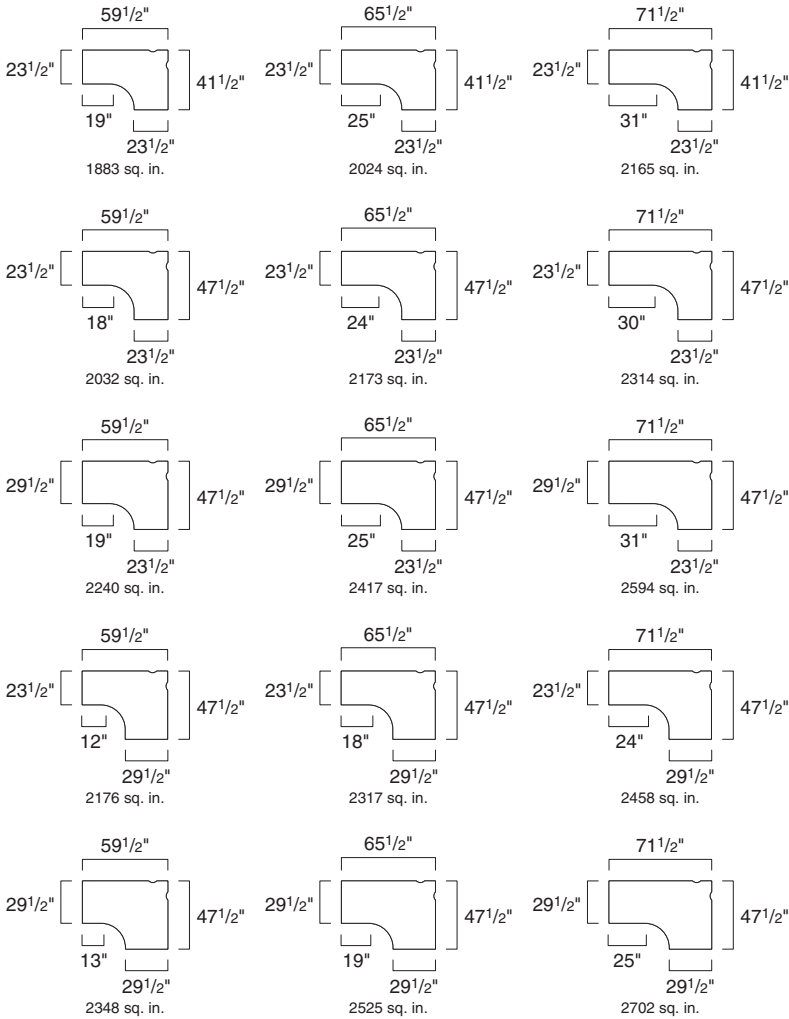 59 1/2" 65 1/2" 71 1/2"
23 1/2" 41 1/2" 23 1/2" 41 1/2" 23 1/2" 41 1/2"
19" 25" 31"
23 1/2" 23 1/2" 23 1/2"
1883 sq. in. 2024 sq. in. 2165 sq. in.
59 1/2" 65 1/2" 71 1/2"
23 1/2" 47 1/2" 23 1/2" 47 1/2" 23 1/2" 47 1/2"
18" 24" 30"
23 1/2" 23 1/2" 23 1/2"
2032 sq. in. 2173 sq. in. 2314 sq. in.
59 1/2" 65 1/2" 71 1/2"
29 1/2" 47 1/2" 29 1/2" 47 1/2" 29 1/2" 47 1/2"
19" 25" 31"
23 1/2" 23 1/2" 23 1/2"
2240 sq. in. 2417 sq. in. 2594 sq. in.
59 1/2" 65 1/2" 71 1/2"
23 1/2" 47 1/2" 23 1/2" 47 1/2" 23 1/2" 47 1/2"
12" 18" 24"
29 1/2" 29 1/2" 29 1/2"
2176 sq. in. 2317 sq. in. 2458 sq. in.
59 1/2" 65 1/2" 71 1/2"
29 1/2" 47 1/2" 29 1/2" 47 1/2" 29 1/2" 47 1/2"
13" 19" 25"
29 1/2" 29 1/2" 29 1/2"
2348 sq. in. 2525 sq. in. 2702 sq. in.